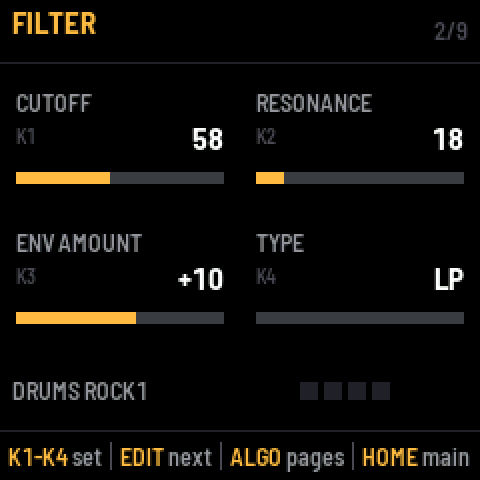 FILTER 2/9
CUTOFF RESONANCE
K1 58 K2 18
ENV AMOUNT TYPE
K3 +10 K4 LP
DRUMS ROCK 1
K1-K4 set | EDIT next | ALGO pages | HOME main